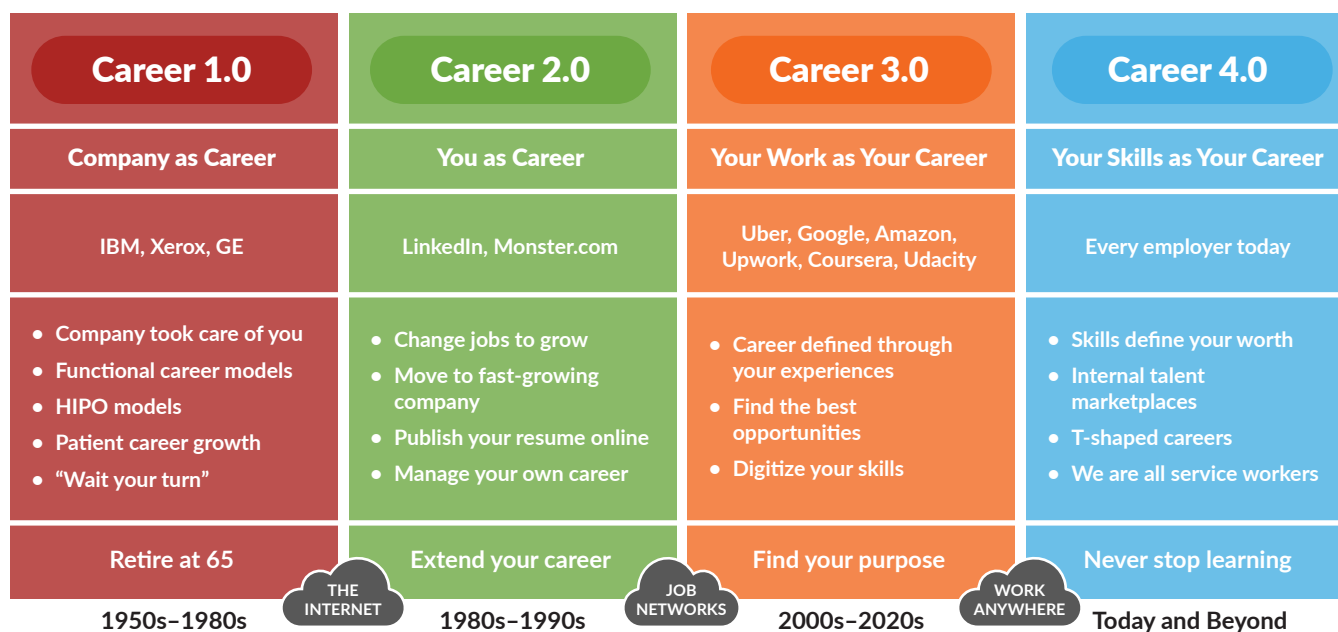 Career 1.0
Company as Career
IBM, Xerox, GE
• Company took care of you
• Functional career models
• HIPO models
• Patient career growth
• “Wait your turn”
Retire at 65
1950s–1980s
THE
INTERNET
Career 2.0
You as Career
LinkedIn, Monster.com
• Change jobs to grow
• Move to fast-growing
company
• Publish your resume online
• Manage your own career
Extend your career
1980s–1990s
JOB
NETWORKS
Career 3.0
Your Work as Your Career
Uber, Google, Amazon,
Upwork, Coursera, Udacity
• Career defined through
your experiences
• Find the best
opportunities
• Digitize your skills
Find your purpose
2000s–2020s
WORK
ANYWHERE
Career 4.0
Your Skills as Your Career
Every employer today
• Skills define your worth
• Internal talent
marketplaces
• T-shaped careers
• We are all service workers
Never stop learning
Today and Beyond